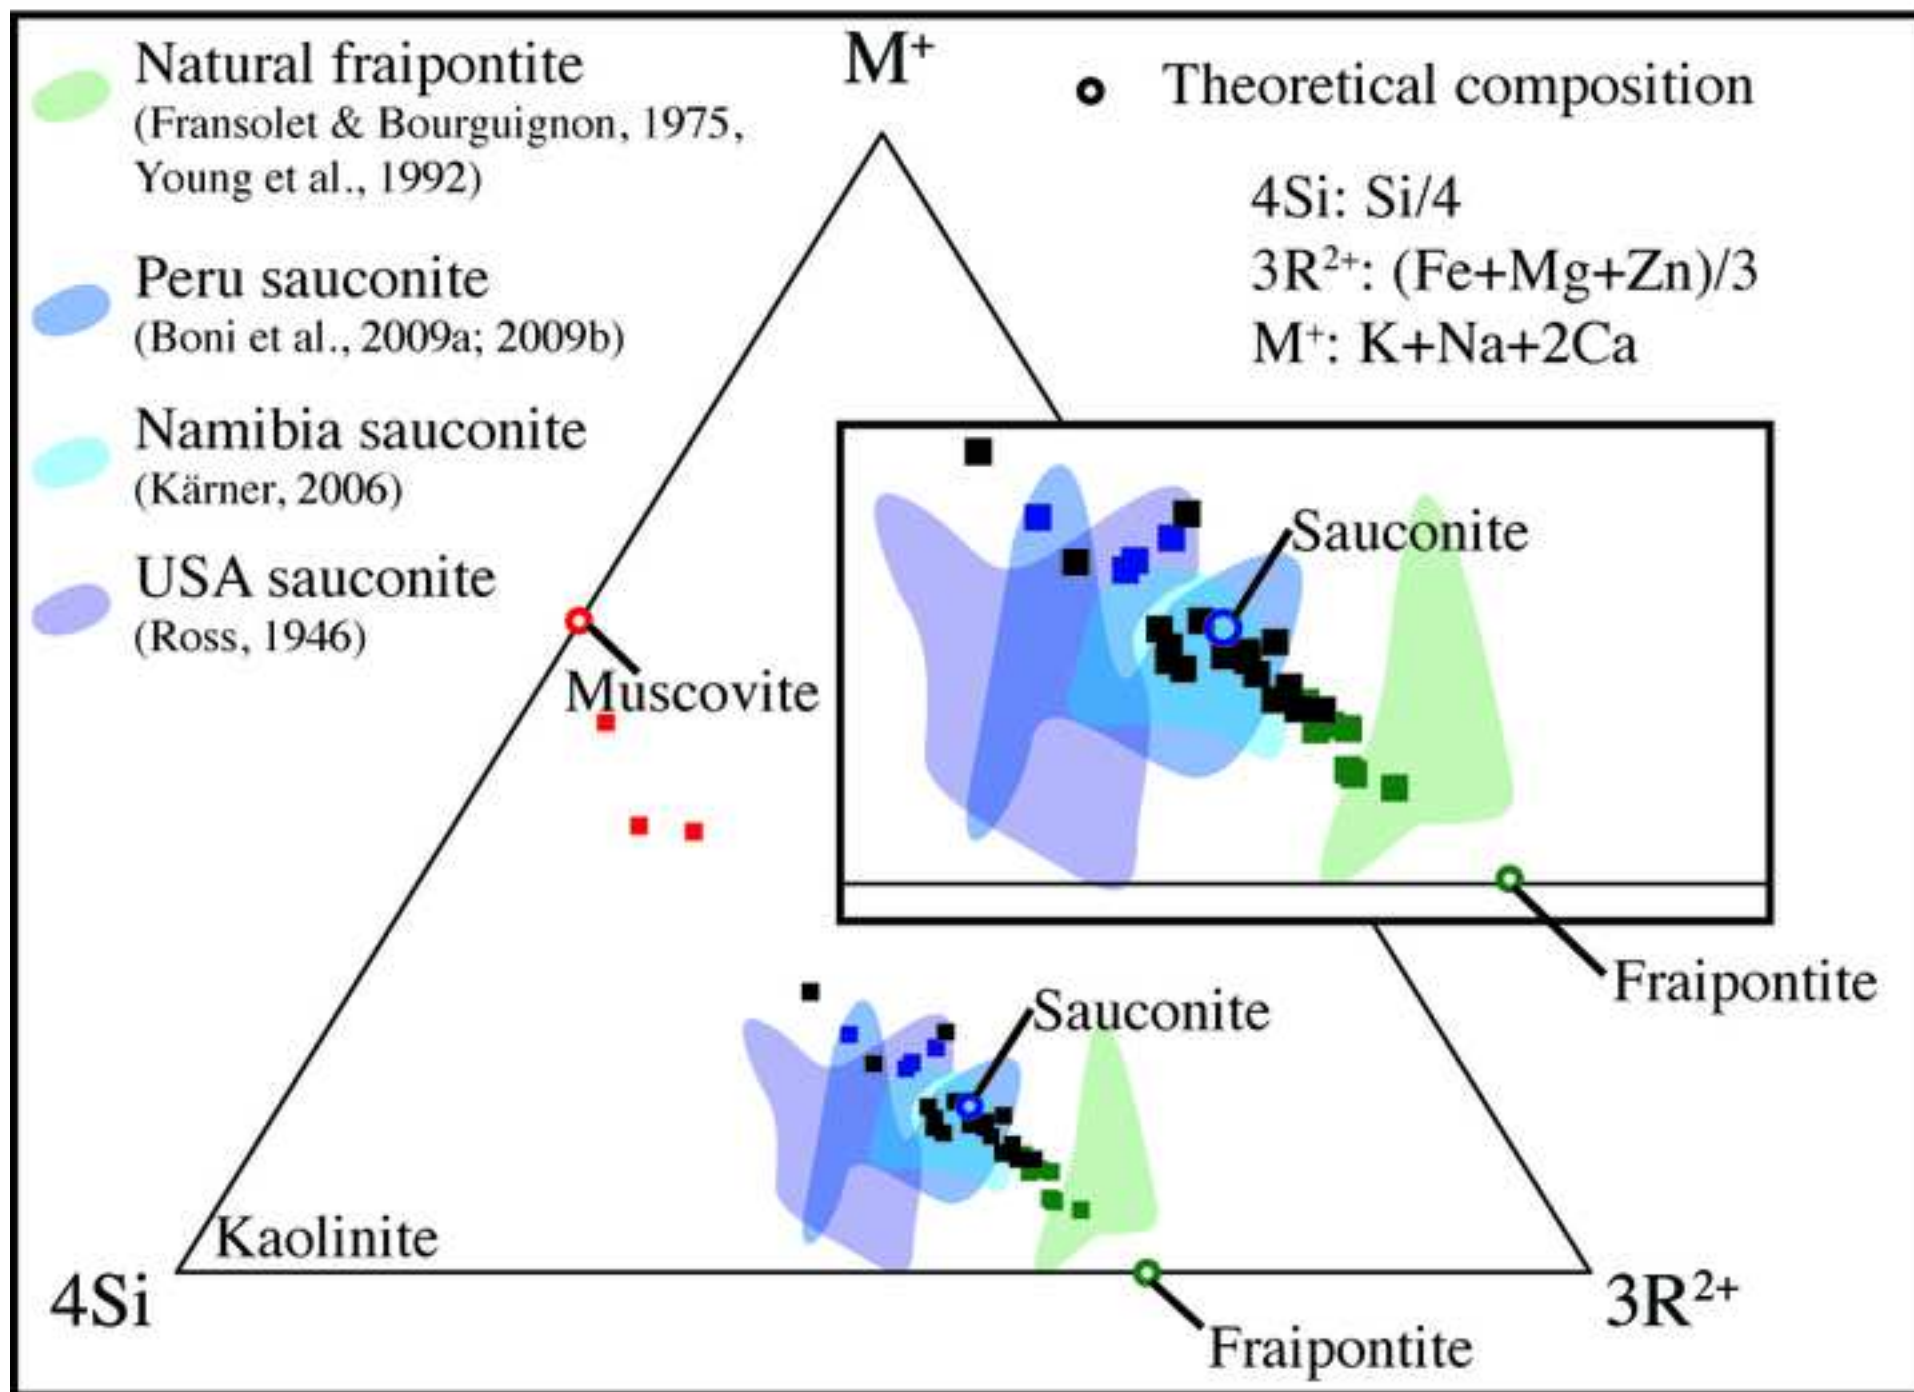 Natural fraipontite
(Fransolet & Bourguignon, 1975,
Young et al., 1992)
Peru sauconite
(Boni et al., 2009a; 2009b)
Namibia sauconite
(Kärner, 2006)
USA sauconite
(Ross, 1946)
M⁺
Theoretical composition
4Si: Si/4
3R²⁺: (Fe+Mg+Zn)/3
M⁺: K+Na+2Ca
Sauconite
Muscovite
Fraipontite
Sauconite
Kaolinite
4Si
3R²⁺
Fraipontite